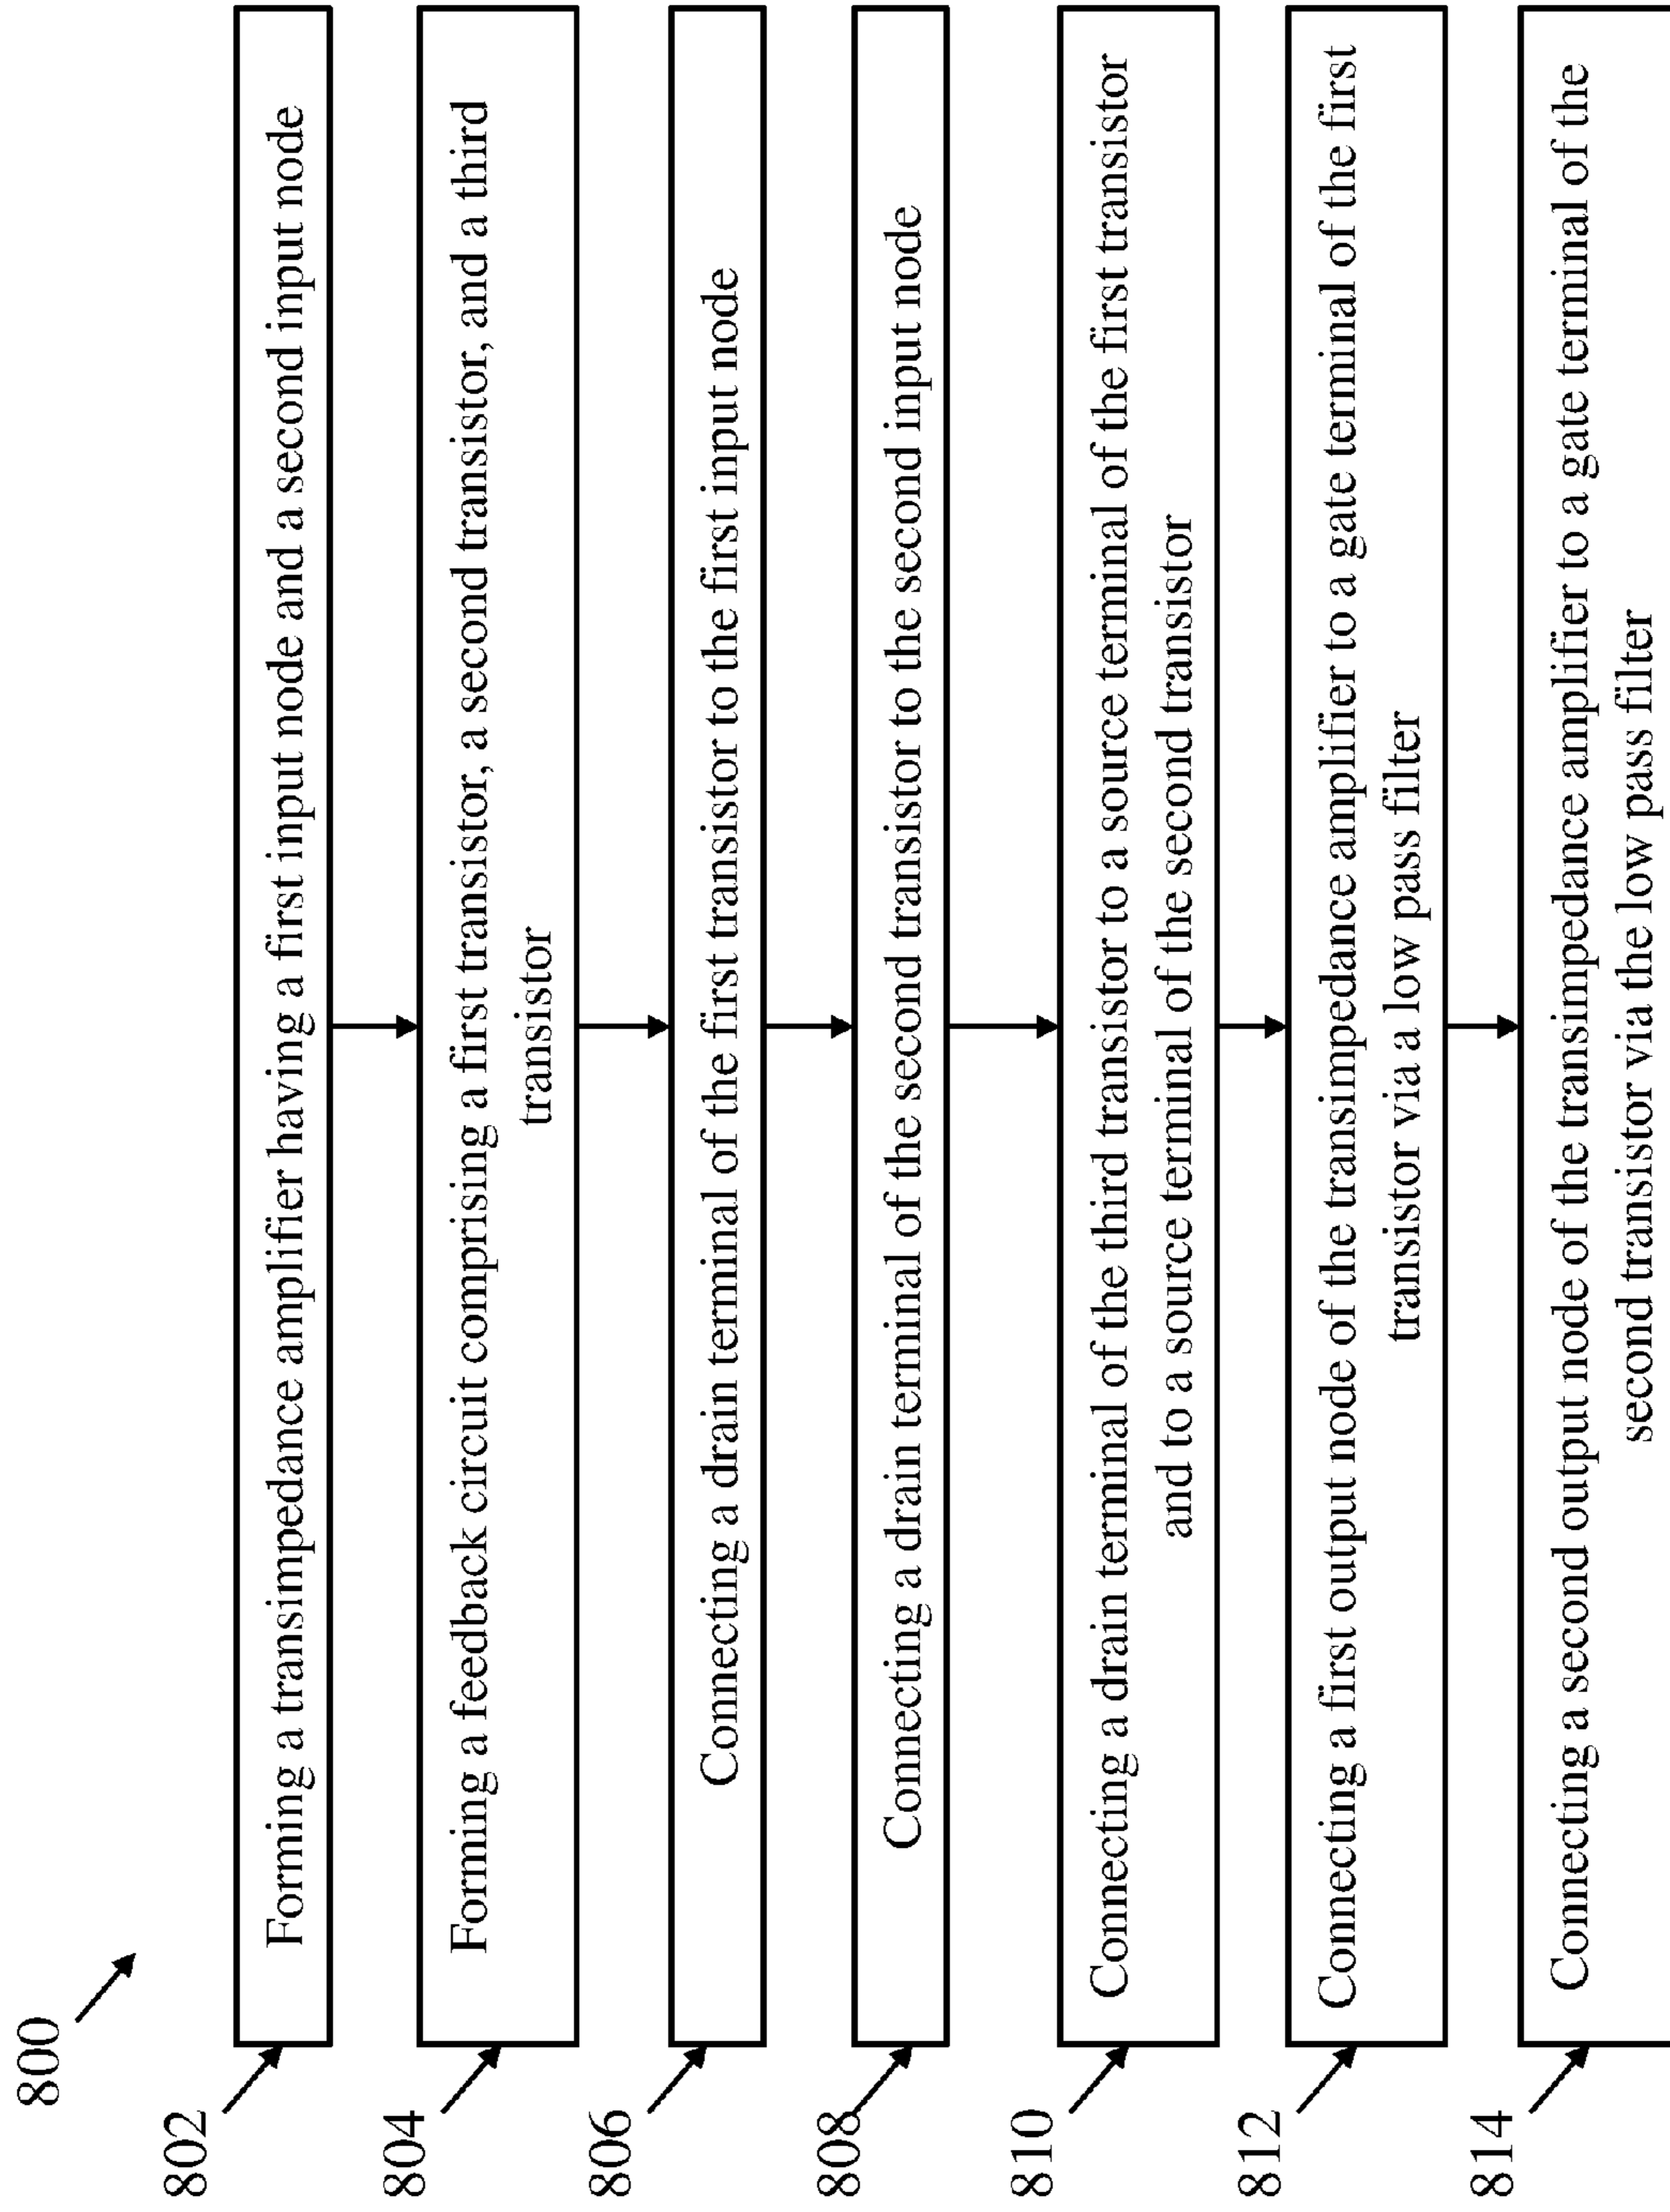 800
802
Forming a transimpedance amplifier having a first input node and a second input node
804
Forming a feedback circuit comprising a first transistor, a second transistor, and a third
transistor
806
Connecting a drain terminal of the first transistor to the first input node
808
Connecting a drain terminal of the second transistor to the second input node
810
Connecting a drain terminal of the third transistor to a source terminal of the first transistor
and to a source terminal of the second transistor
812
Connecting a first output node of the transimpedance amplifier to a gate terminal of the first
transistor via a low pass filter
814
Connecting a second output node of the transimpedance amplifier to a gate terminal of the
second transistor via the low pass filter